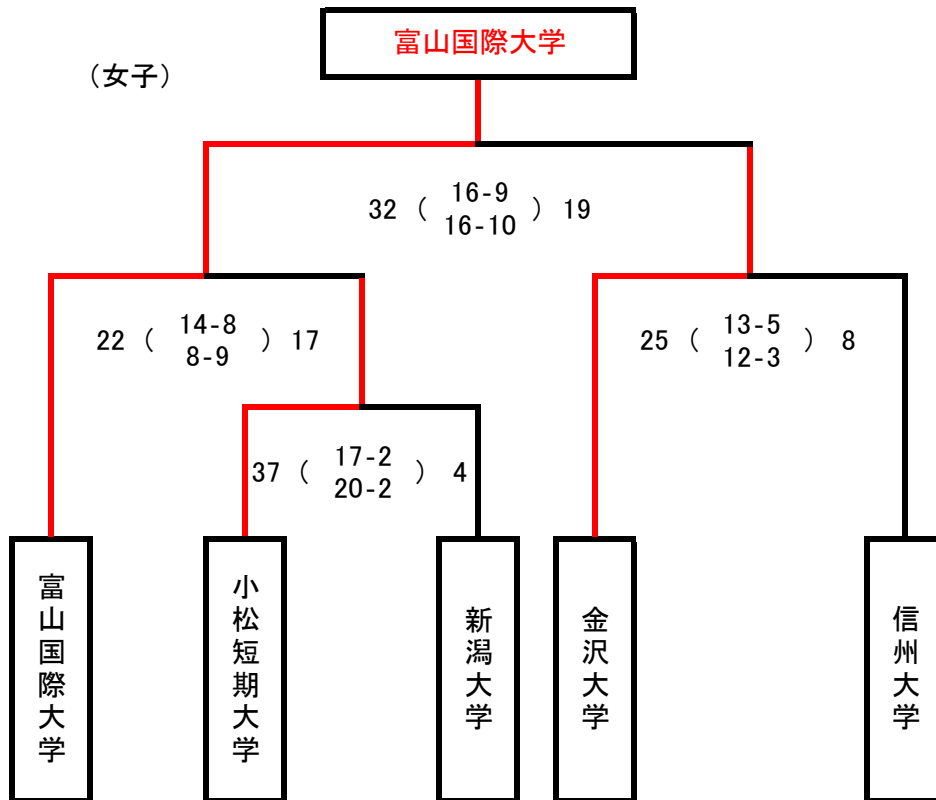 富山国際大学
（女子）
32 ( 16-9 ) 19
16-10
22 ( 14-8 ) 17
8-9
25 ( 13-5 ) 8
12-3
37 ( 17-2 ) 4
20-2
富山国際大学
小松短期大学
新潟大学
金沢大学
信州大学